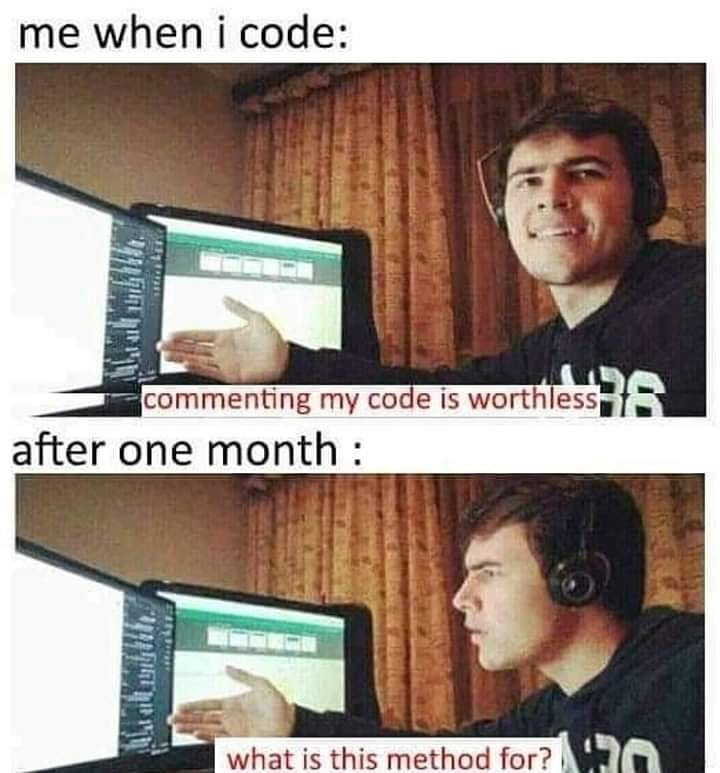 me when i code:
commenting my code is worthless
after one month :
what is this method for?